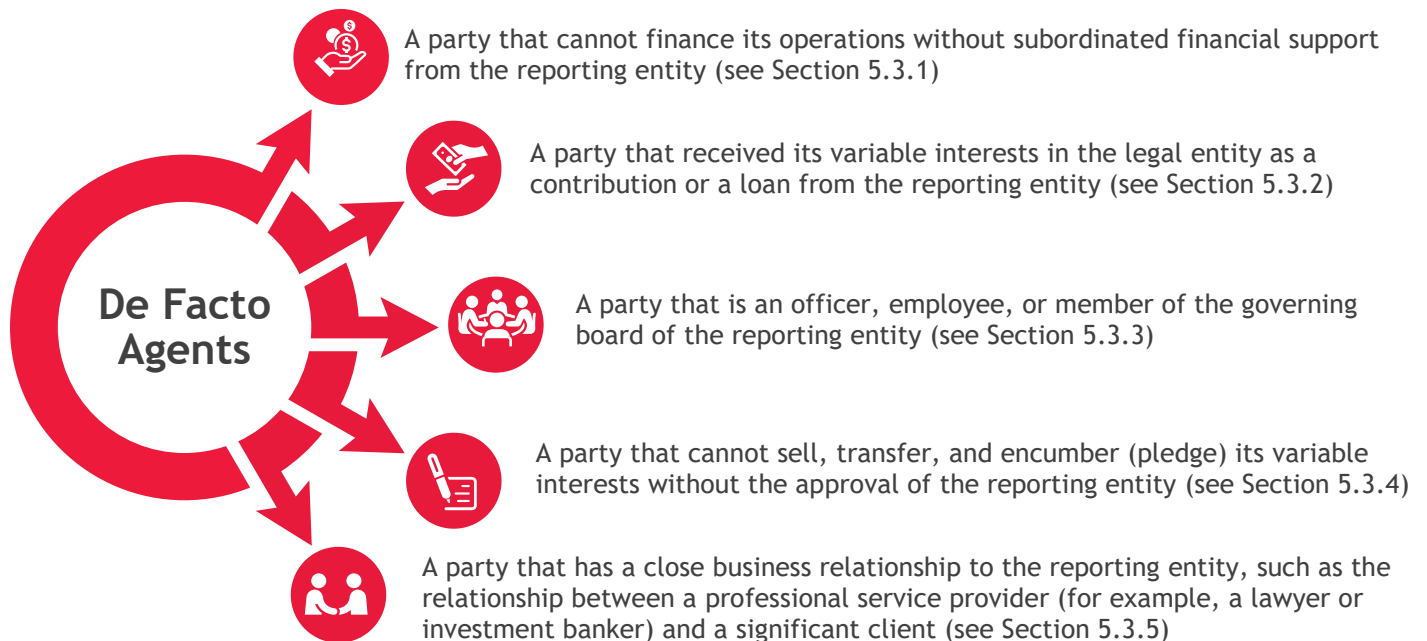 A party that cannot finance its operations without subordinated financial support
from the reporting entity (see Section 5.3.1)
A party that received its variable interests in the legal entity as a
contribution or a loan from the reporting entity (see Section 5.3.2)
De Facto
Agents
A party that is an officer, employee, or member of the governing
board of the reporting entity (see Section 5.3.3)
A party that cannot sell, transfer, and encumber (pledge) its variable
interests without the approval of the reporting entity (see Section 5.3.4)
A party that has a close business relationship to the reporting entity, such as the
relationship between a professional service provider (for example, a lawyer or
investment banker) and a significant client (see Section 5.3.5)